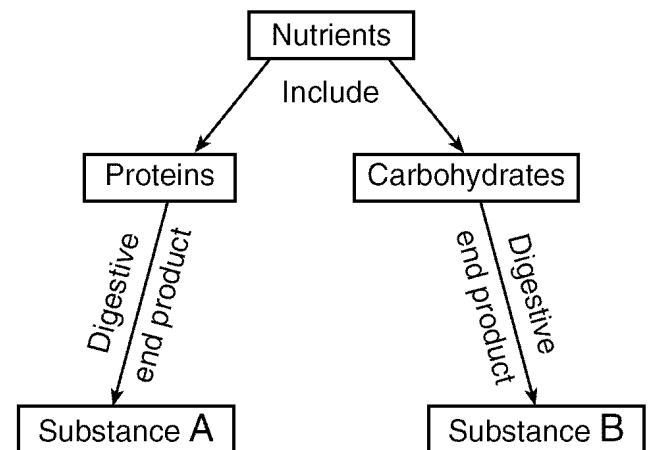 Nutrients
Include
Proteins
Carbohydrates
Digestive
end product
end product
Digestive
Substance A
Substance B